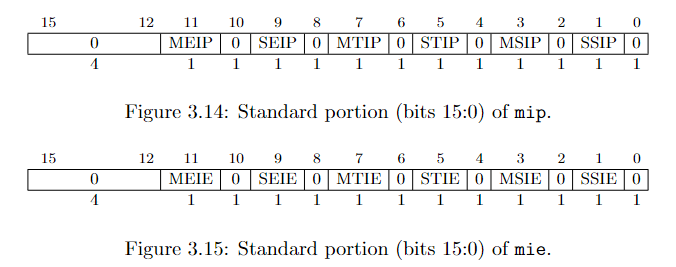 15 12 11 10 9 8 7 6 5 4 3 2 1 0
0 MEIP 0 SEIP 0 MTIP 0 STIP 0 MSIP 0 SSIP 0
4 1 1 1 1 1 1 1 1 1 1 1 1
Figure 3.14: Standard portion (bits 15:0) of mip.
15 12 11 10 9 8 7 6 5 4 3 2 1 0
0 MEIE 0 SEIE 0 MTIE 0 STIE 0 MSIE 0 SSIE 0
4 1 1 1 1 1 1 1 1 1 1 1 1
Figure 3.15: Standard portion (bits 15:0) of mie.